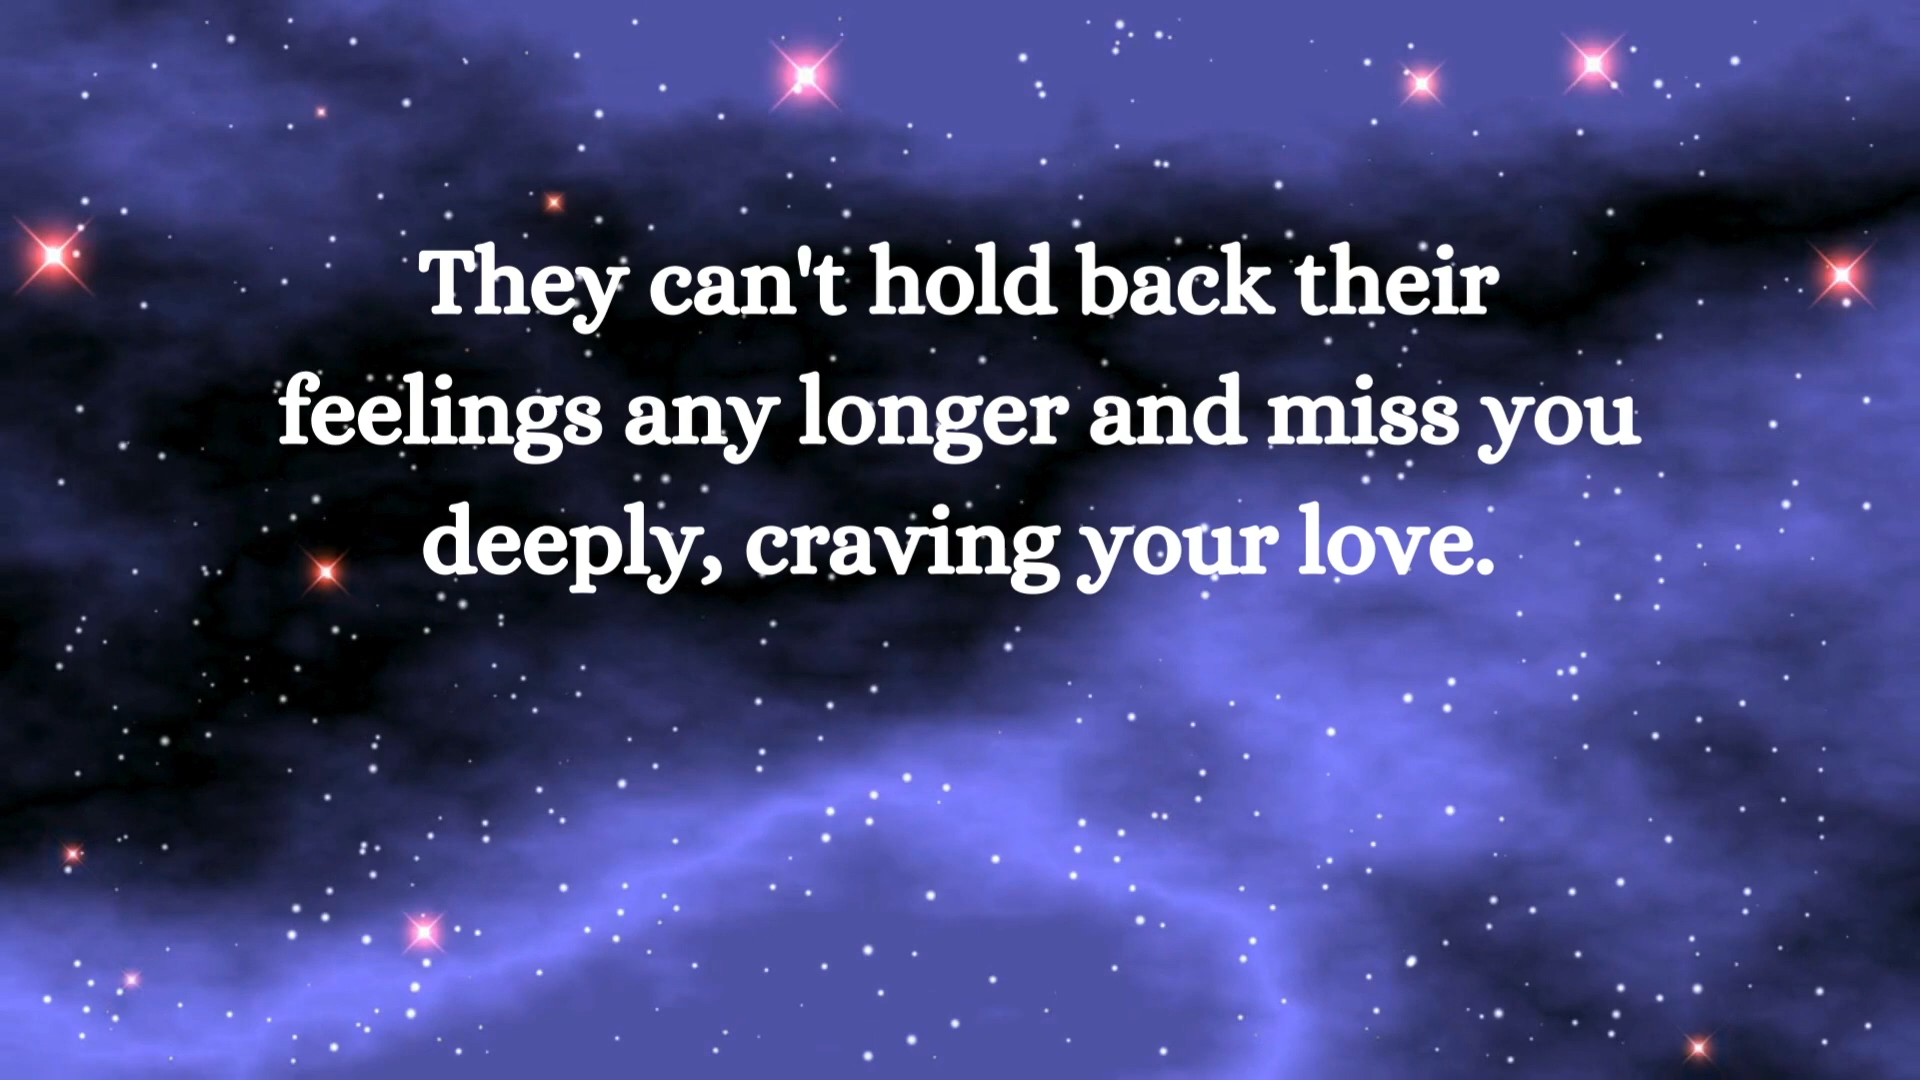 They can't hold back their
feelings any longer and miss you
deeply, craving your love.